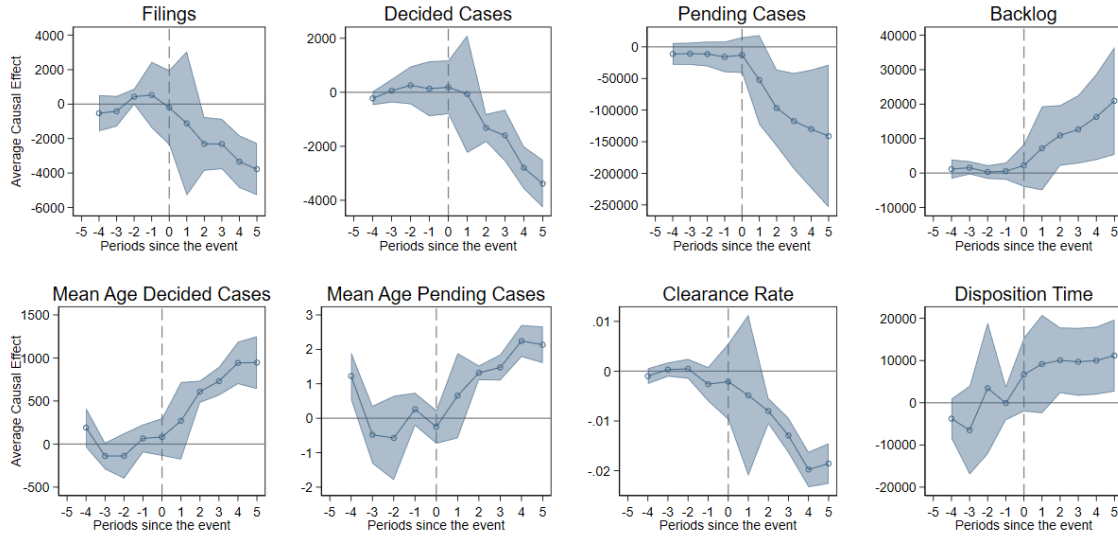 Filings
Decided Cases
Pending Cases
Backlog
Average Causal Effect
4000
2000
0
-2000
-4000
-6000
-5 -4 -3 -2 -1 0 1 2 3 4 5
Periods since the event
2000
0
-2000
-4000
-5 -4 -3 -2 -1 0 1 2 3 4 5
Periods since the event
0
-50000
-100000
-150000
-200000
-250000
-5 -4 -3 -2 -1 0 1 2 3 4 5
Periods since the event
40000
30000
20000
10000
0
-10000
-5 -4 -3 -2 -1 0 1 2 3 4 5
Periods since the event
Mean Age Decided Cases
Mean Age Pending Cases
Clearance Rate
Disposition Time
Average Causal Effect
1500
1000
500
0
-500
-5 -4 -3 -2 -1 0 1 2 3 4 5
Periods since the event
3
2
1
0
-1
-2
-5 -4 -3 -2 -1 0 1 2 3 4 5
Periods since the event
.01
0
-.01
-.02
-5 -4 -3 -2 -1 0 1 2 3 4 5
Periods since the event
20000
10000
0
-10000
-20000
-5 -4 -3 -2 -1 0 1 2 3 4 5
Periods since the event